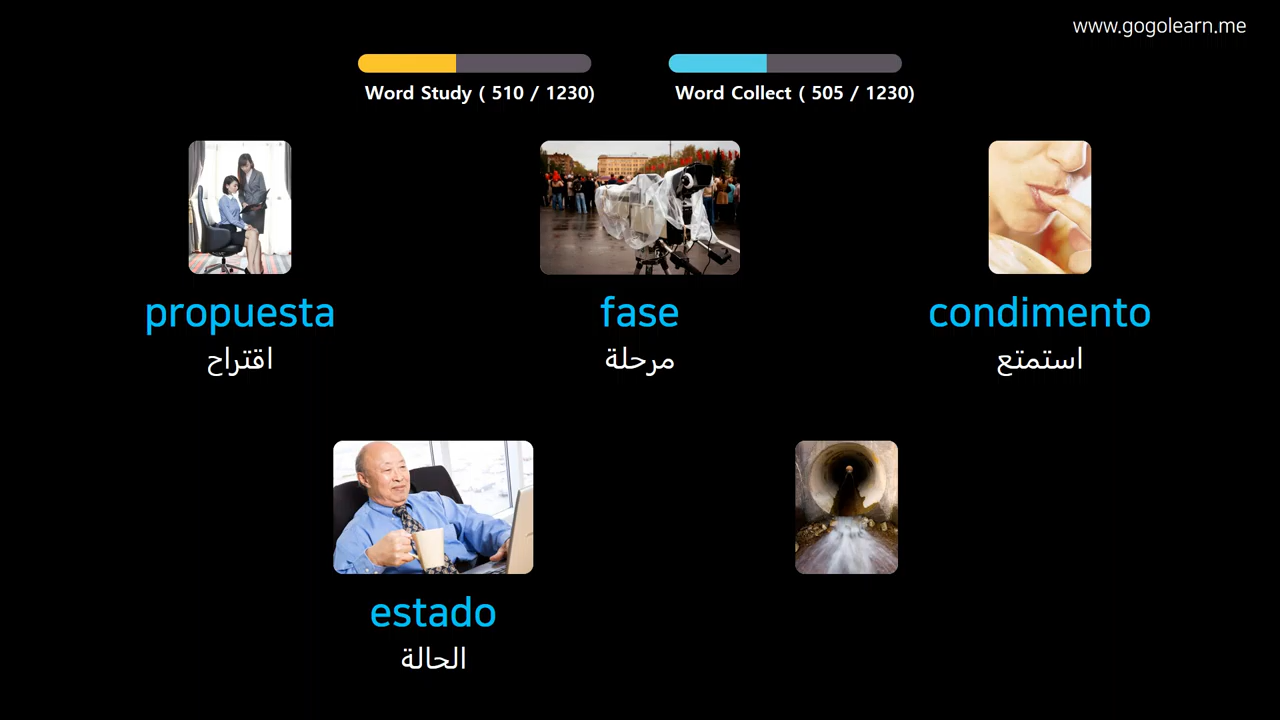 www.gogolearn.me
Word Study ( 510 / 1230)
Word Collect ( 505 / 1230)
propuesta
اقتراح
fase
مرحلة
condimento
استمتع
estado
الحالة